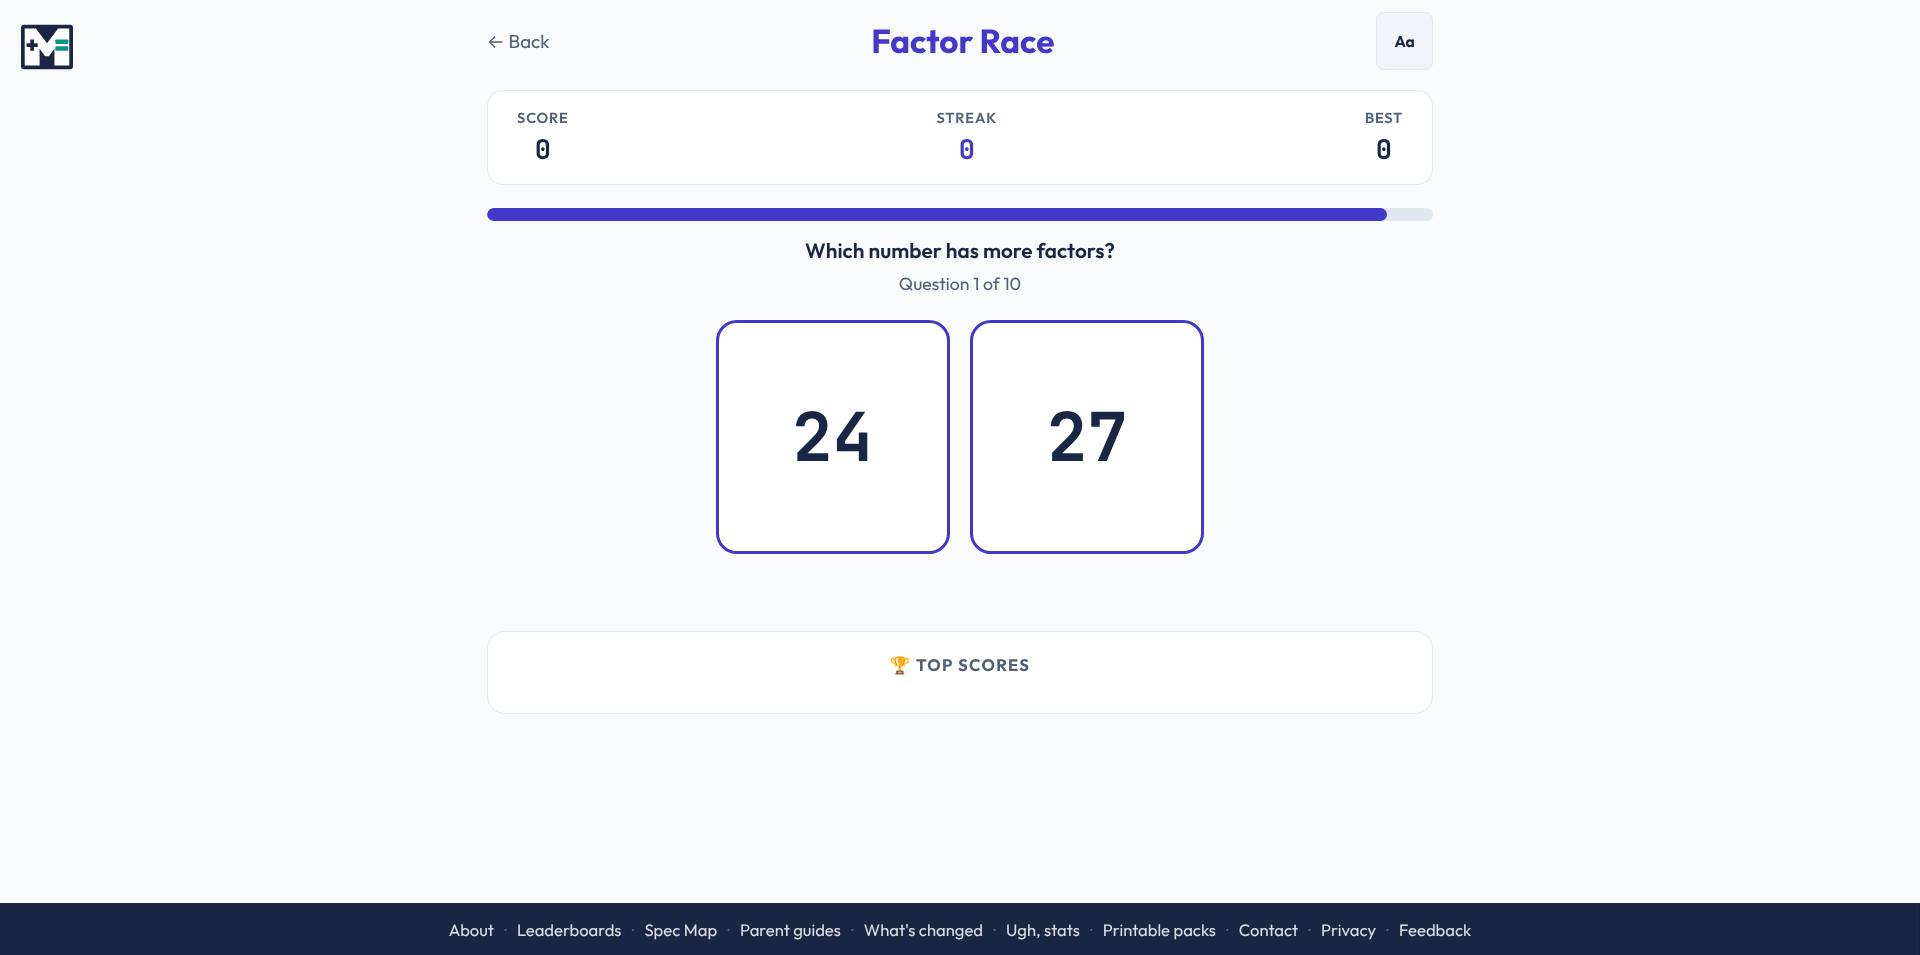 ← Back
Factor Race
Aa
SCORE
0
STREAK
0
BEST
0
Which number has more factors?
Question 1 of 10
24
27
🏆 TOP SCORES
About · Leaderboards · Spec Map · Parent guides · What's changed · Ugh, stats · Printable packs · Contact · Privacy · Feedback